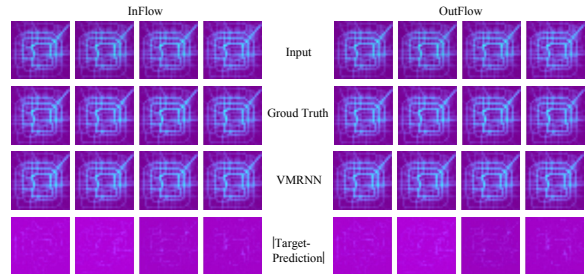 InFlow
OutFlow
Input
Groud Truth
VMRNN
|Target-
Prediction|